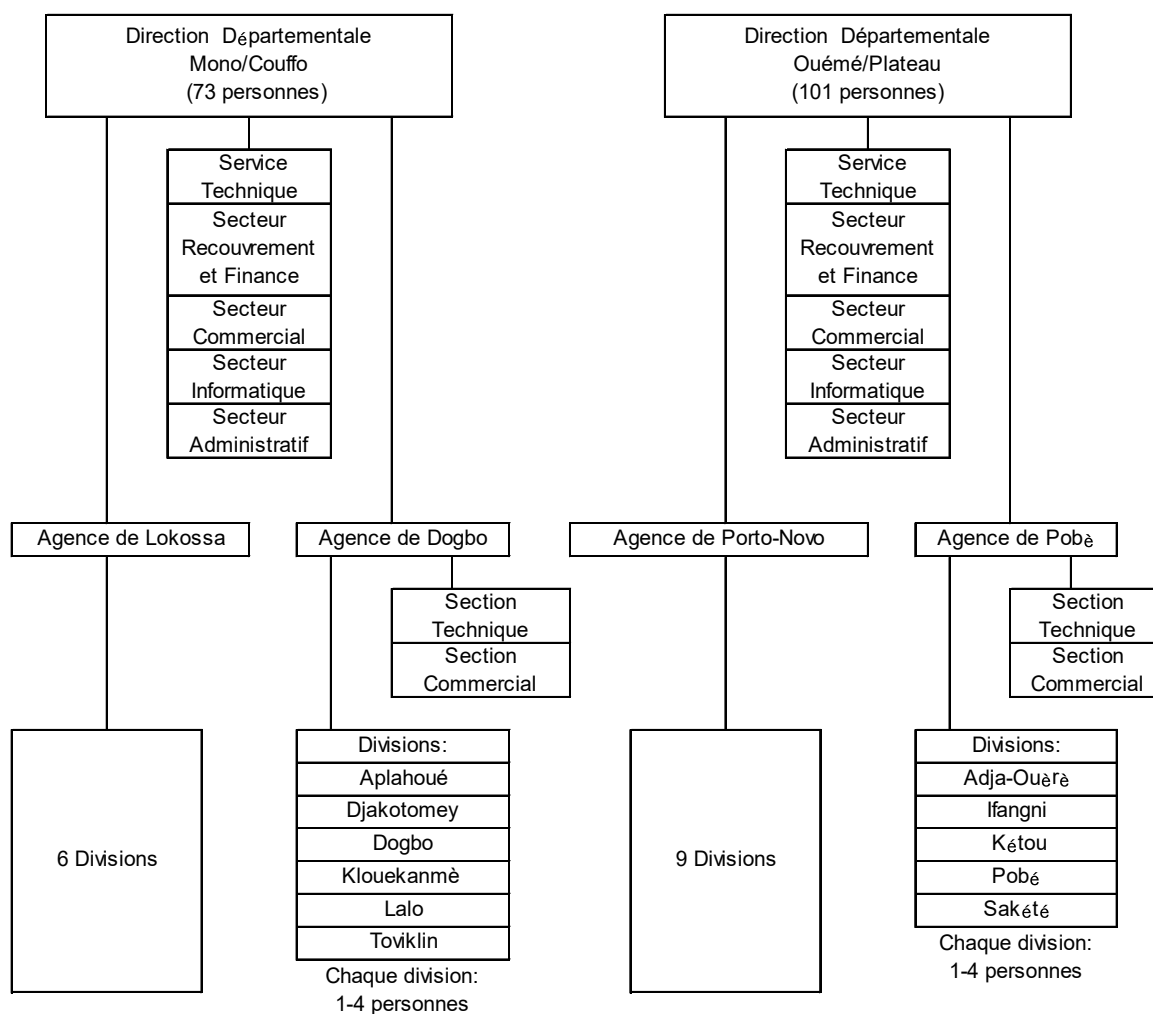 Direction Départementale
Mono/Couffo
(73 personnes)
Service
Technique
Secteur
Recouvrement
et Finance
Secteur
Commercial
Secteur
Informatique
Secteur
Administratif
Agence de Lokossa
Agence de Dogbo
Section
Technique
Section
Commercial
6 Divisions
Divisions:
Aplahoué
Djakotomey
Dogbo
Klouekanmè
Lalo
Toviklin
Chaque division:
1-4 personnes
Direction Départementale
Ouémé/Plateau
(101 personnes)
Service
Technique
Secteur
Recouvrement
et Finance
Secteur
Commercial
Secteur
Informatique
Secteur
Administratif
Agence de Porto-Novo
Agence de Pobè
Section
Technique
Section
Commercial
9 Divisions
Divisions:
Adja-Ouèrè
Ifangni
Kétou
Pobé
Sakété
Chaque division:
1-4 personnes